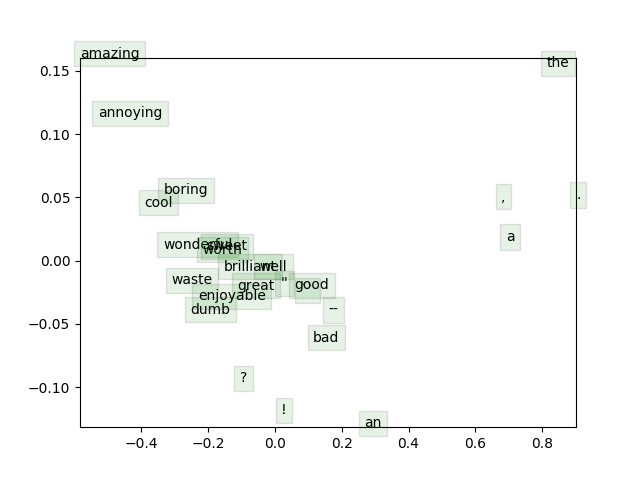 amazing
the
0.15
annoying
0.10
boring
cool
0.05
,
.
a
wonderful
sweet
worth
0.00
brilliant
well
waste
great
"
good
enjoyable
dumb
--
−0.05
bad
?
−0.10
!
an
−0.4
−0.2
0.0
0.2
0.4
0.6
0.8